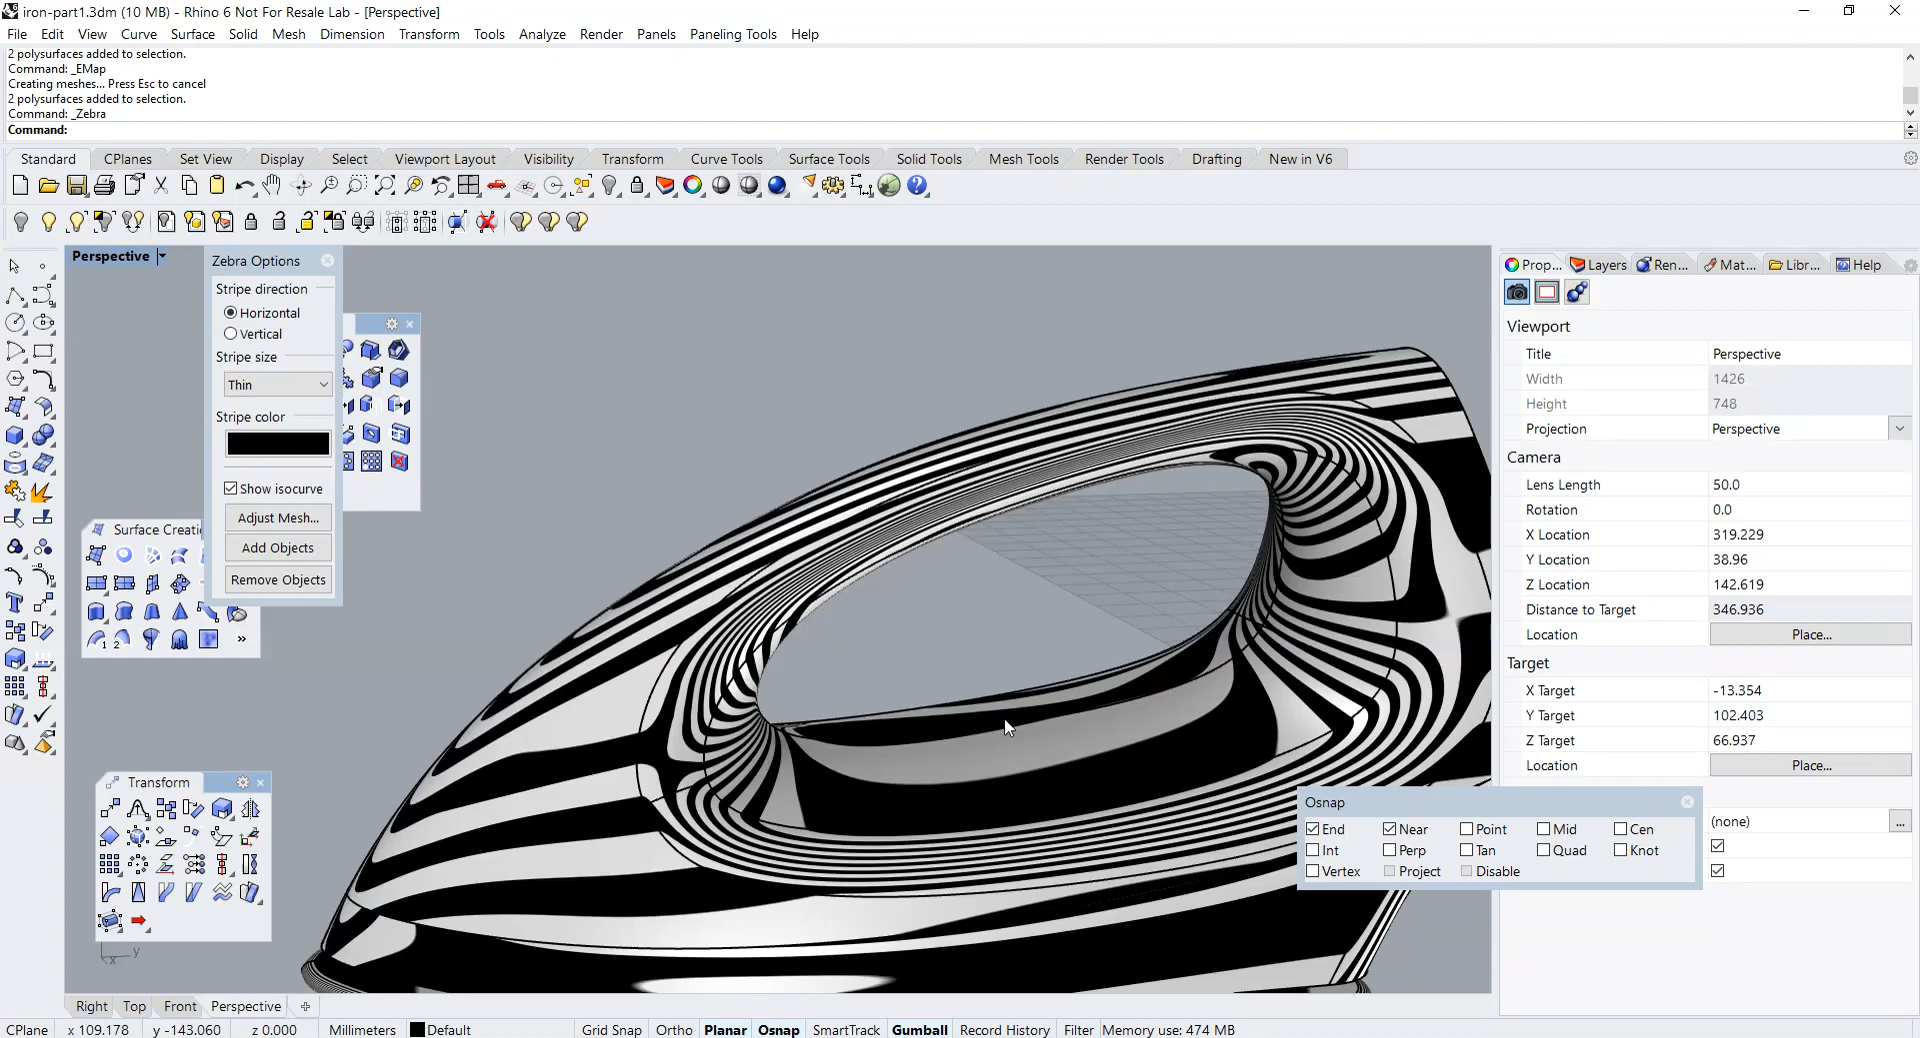 iron-part1.3dm (10 MB) - Rhino 6 Not For Resale Lab - [Perspective]
File Edit View Curve Surface Solid Mesh Dimension Transform Tools Analyze Render Panels Paneling Tools Help
2 polysurfaces added to selection.
Command: _EMap
Creating meshes... Press Esc to cancel
2 polysurfaces added to selection.
Command: _Zebra
Command:
Standard CPlanes Set View Display Select Viewport Layout Visibility Transform Curve Tools Surface Tools Solid Tools Mesh Tools Render Tools Drafting New in V6
Perspective
Zebra Options
Stripe direction
Horizontal
Vertical
Stripe size
Thin
Stripe color
Show isocurve
Adjust Mesh...
Add Objects
Remove Objects
Surface Creati
1 2 »
Transform
x y
Prop... Layers Ren... Mat... Libr... Help
Viewport
Title Perspective
Width 1426
Height 748
Projection Perspective
Camera
Lens Length 50.0
Rotation 0.0
X Location 319.229
Y Location 38.96
Z Location 142.619
Distance to Target 346.936
Location Place...
Target
X Target -13.354
Y Target 102.403
Z Target 66.937
Location Place...
(none) ...
Osnap
End Near Point Mid Cen
Int Perp Tan Quad Knot
Vertex Project Disable
Right Top Front Perspective
CPlane x 109.178 y -143.060 z 0.000 Millimeters Default Grid Snap Ortho Planar Osnap SmartTrack Gumball Record History Filter Memory use: 474 MB